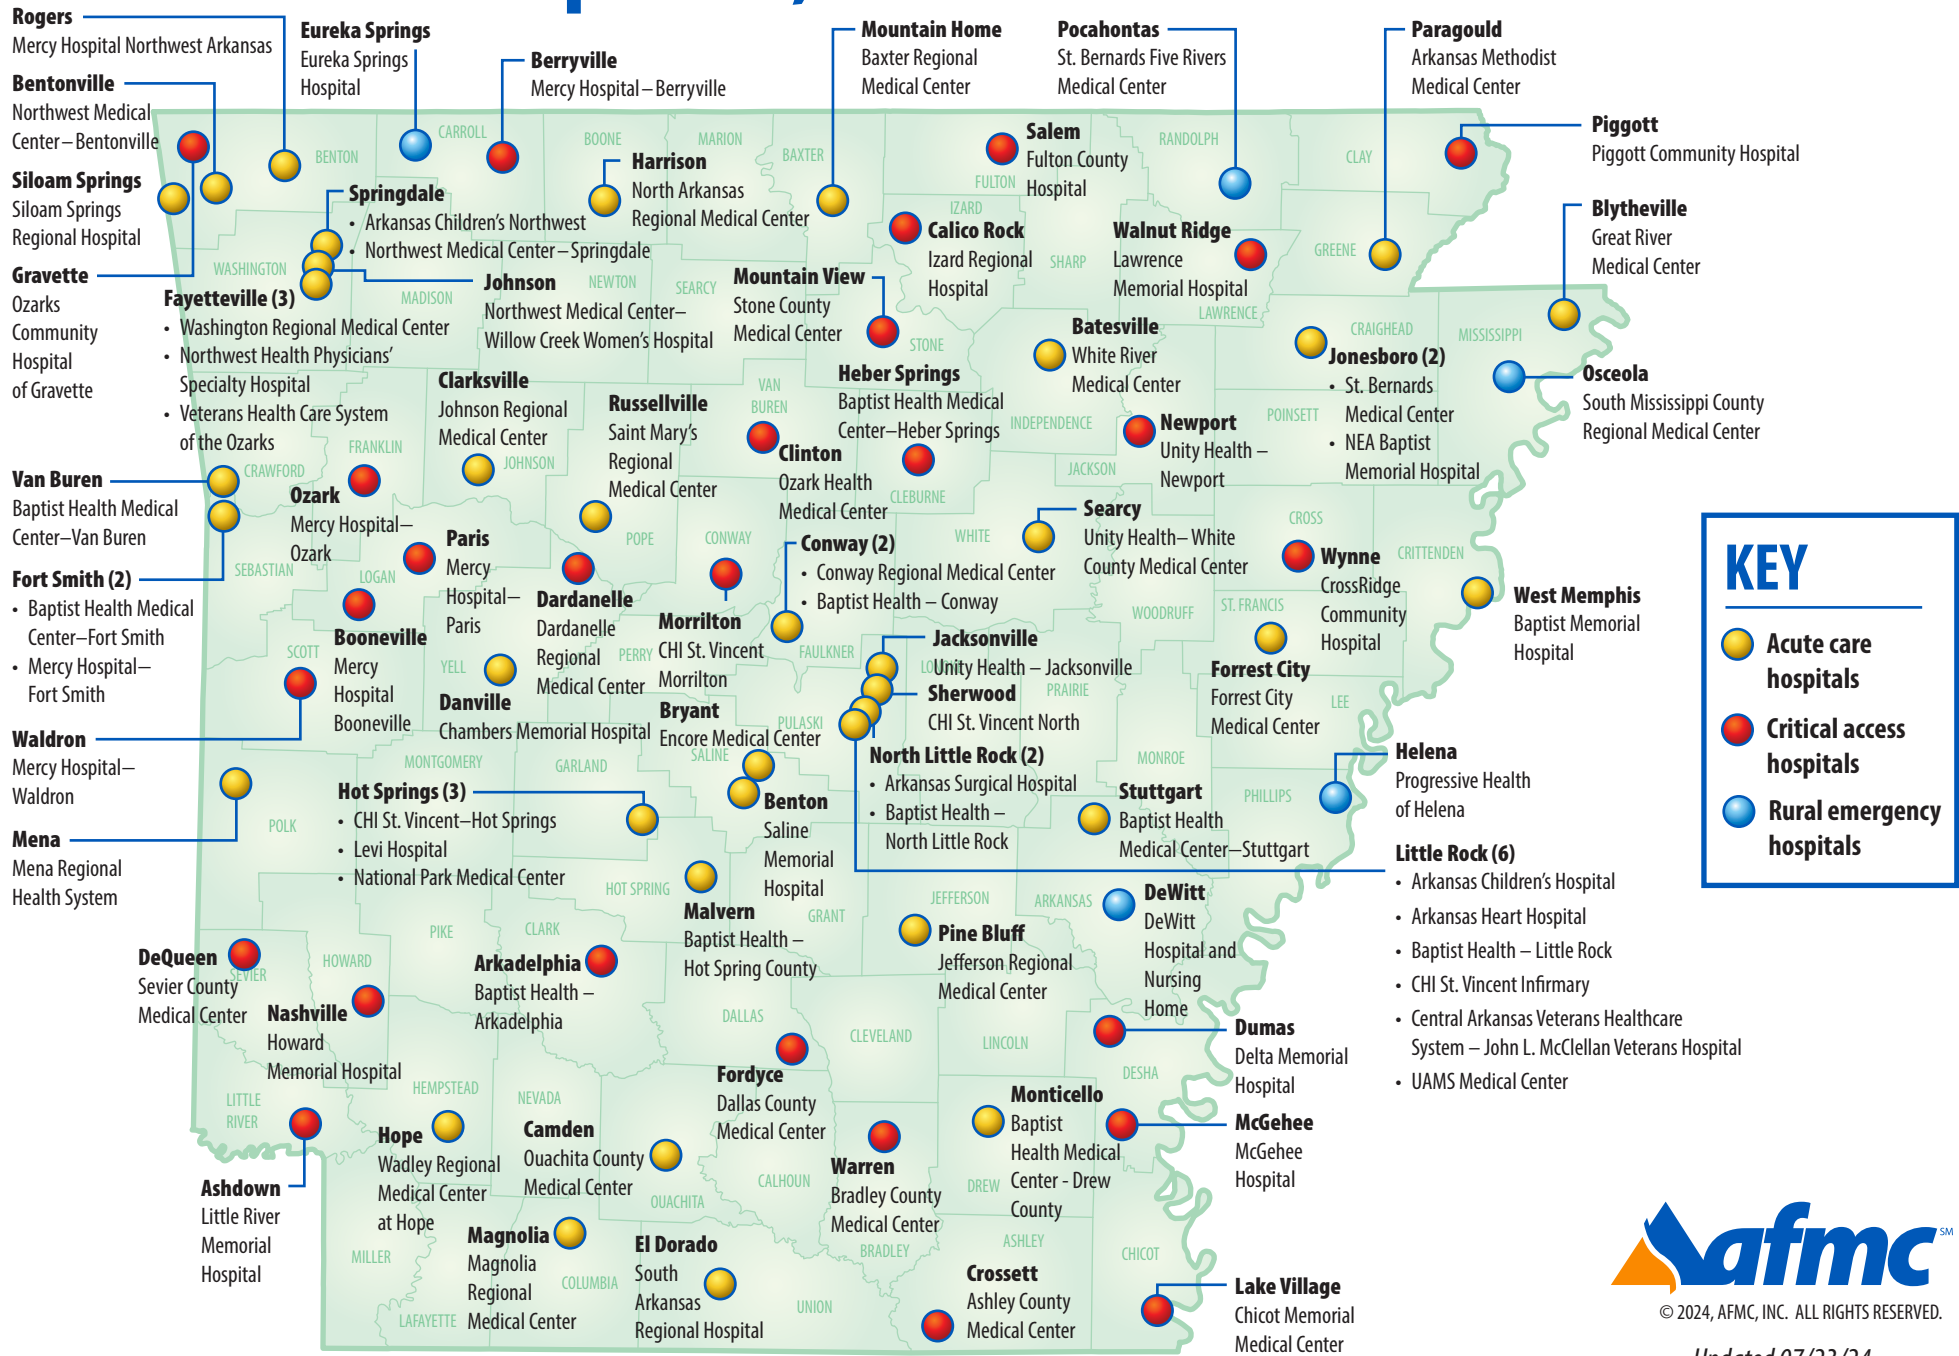 Rogers
Mercy Hospital Northwest Arkansas
Bentonville
Northwest Medical
Center–Bentonville
Siloam Springs
Siloam Springs
Regional Hospital
Gravette
Ozarks
Community
Hospital
of Gravette
Eureka Springs
Eureka Springs
Hospital
Berryville
Mercy Hospital–Berryville
Mountain Home
Baxter Regional
Medical Center
Pocahontas
St. Bernards Five Rivers
Medical Center
Paragould
Arkansas Methodist
Medical Center
Piggott
Piggott Community Hospital
Blytheville
Great River
Medical Center
Osceola
South Mississippi County
Regional Medical Center
Harrison
North Arkansas
Regional Medical Center
Salem
Fulton County
Hospital
Calico Rock
Izard Regional
Hospital
Walnut Ridge
Lawrence
Memorial Hospital
Springdale
• Arkansas Children's Northwest
• Northwest Medical Center–Springdale
Johnson
Northwest Medical Center–
Willow Creek Women's Hospital
Fayetteville (3)
• Washington Regional Medical Center
• Northwest Health Physicians'
Specialty Hospital
• Veterans Health Care System
of the Ozarks
Mountain View
Stone County
Medical Center
Batesville
White River
Medical Center
Jonesboro (2)
• St. Bernards
Medical Center
• NEA Baptist
Memorial Hospital
Clarksville
Johnson Regional
Medical Center
Russellville
Saint Mary's
Regional
Medical Center
Heber Springs
Baptist Health Medical
Center–Heber Springs
Clinton
Ozark Health
Medical Center
Newport
Unity Health –
Newport
Van Buren
Baptist Health Medical
Center–Van Buren
Fort Smith (2)
• Baptist Health Medical
Center–Fort Smith
• Mercy Hospital–
Fort Smith
Ozark
Mercy Hospital–
Ozark
Paris
Mercy
Hospital–
Paris
Booneville
Mercy
Hospital
Booneville
Dardanelle
Dardanelle
Regional
Medical Center
Danville
Chambers Memorial Hospital
Morrilton
CHI St. Vincent
Morrilton
Conway (2)
• Conway Regional Medical Center
• Baptist Health – Conway
Searcy
Unity Health– White
County Medical Center
Wynne
CrossRidge
Community
Hospital
West Memphis
Baptist Memorial
Hospital
Forrest City
Forrest City
Medical Center
Jacksonville
Unity Health – Jacksonville
Sherwood
CHI St. Vincent North
North Little Rock (2)
• Arkansas Surgical Hospital
• Baptist Health –
North Little Rock
Bryant
Encore Medical Center
Benton
Saline
Memorial
Hospital
Waldron
Mercy Hospital–
Waldron
Mena
Mena Regional
Health System
Hot Springs (3)
• CHI St. Vincent–Hot Springs
• Levi Hospital
• National Park Medical Center
Malvern
Baptist Health –
Hot Spring County
Stuttgart
Baptist Health
Medical Center–Stuttgart
Helena
Progressive Health
of Helena
Little Rock (6)
• Arkansas Children's Hospital
• Arkansas Heart Hospital
• Baptist Health – Little Rock
• CHI St. Vincent Infirmary
• Central Arkansas Veterans Healthcare
System – John L. McClellan Veterans Hospital
• UAMS Medical Center
DeWitt
DeWitt
Hospital and
Nursing
Home
Pine Bluff
Jefferson Regional
Medical Center
DeQueen
Sevier County
Medical Center
Nashville
Howard
Memorial Hospital
Arkadelphia
Baptist Health –
Arkadelphia
Fordyce
Dallas County
Medical Center
Dumas
Delta Memorial
Hospital
Monticello
Baptist
Health Medical
Center - Drew
County
McGehee
McGehee
Hospital
Ashdown
Little River
Memorial
Hospital
Hope
Wadley Regional
Medical Center
at Hope
Camden
Ouachita County
Medical Center
Warren
Bradley County
Medical Center
Magnolia
Magnolia
Regional
Medical Center
El Dorado
South
Arkansas
Regional Hospital
Crossett
Ashley County
Medical Center
Lake Village
Chicot Memorial
Medical Center
BENTON
CARROLL
BOONE
MARION
BAXTER
FULTON
RANDOLPH
CLAY
IZARD
SHARP
GREENE
WASHINGTON
MADISON
NEWTON
SEARCY
STONE
LAWRENCE
CRAIGHEAD
MISSISSIPPI
VAN
BUREN
INDEPENDENCE
POINSETT
JACKSON
CRAWFORD
FRANKLIN
JOHNSON
CLEBURNE
POPE
CONWAY
WHITE
CROSS
CRITTENDEN
SEBASTIAN
LOGAN
WOODRUFF
ST. FRANCIS
SCOTT
YELL
PERRY
FAULKNER
LONOKE
PRAIRIE
LEE
PULASKI
SALINE
MONROE
MONTGOMERY
GARLAND
PHILLIPS
POLK
HOT SPRING
GRANT
JEFFERSON
ARKANSAS
PIKE
CLARK
HOWARD
SEVIER
DALLAS
CLEVELAND
LINCOLN
DESHA
LITTLE
RIVER
HEMPSTEAD
NEVADA
CALHOUN
OUACHITA
DREW
MILLER
LAFAYETTE
COLUMBIA
UNION
BRADLEY
ASHLEY
CHICOT
KEY
Acute care
hospitals
Critical access
hospitals
Rural emergency
hospitals
afmc SM
© 2024, AFMC, INC. ALL RIGHTS RESERVED.
Updated 07/23/24